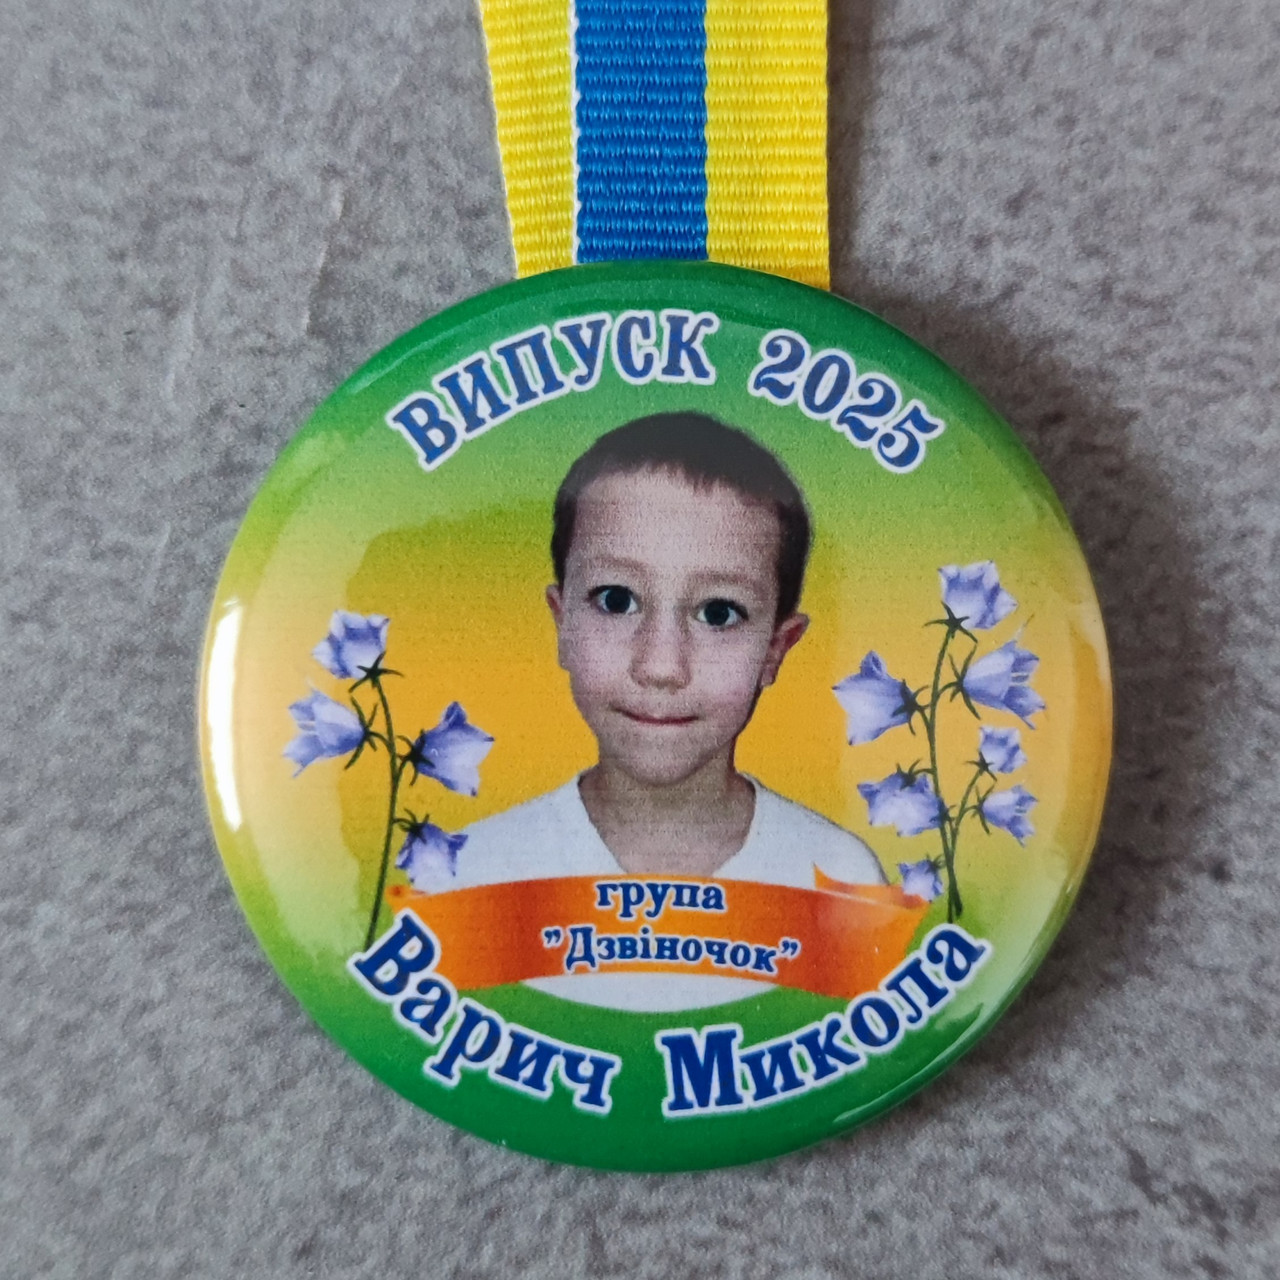 ВИПУСК 2025
група
"Дзвіночок"
Варич Микола